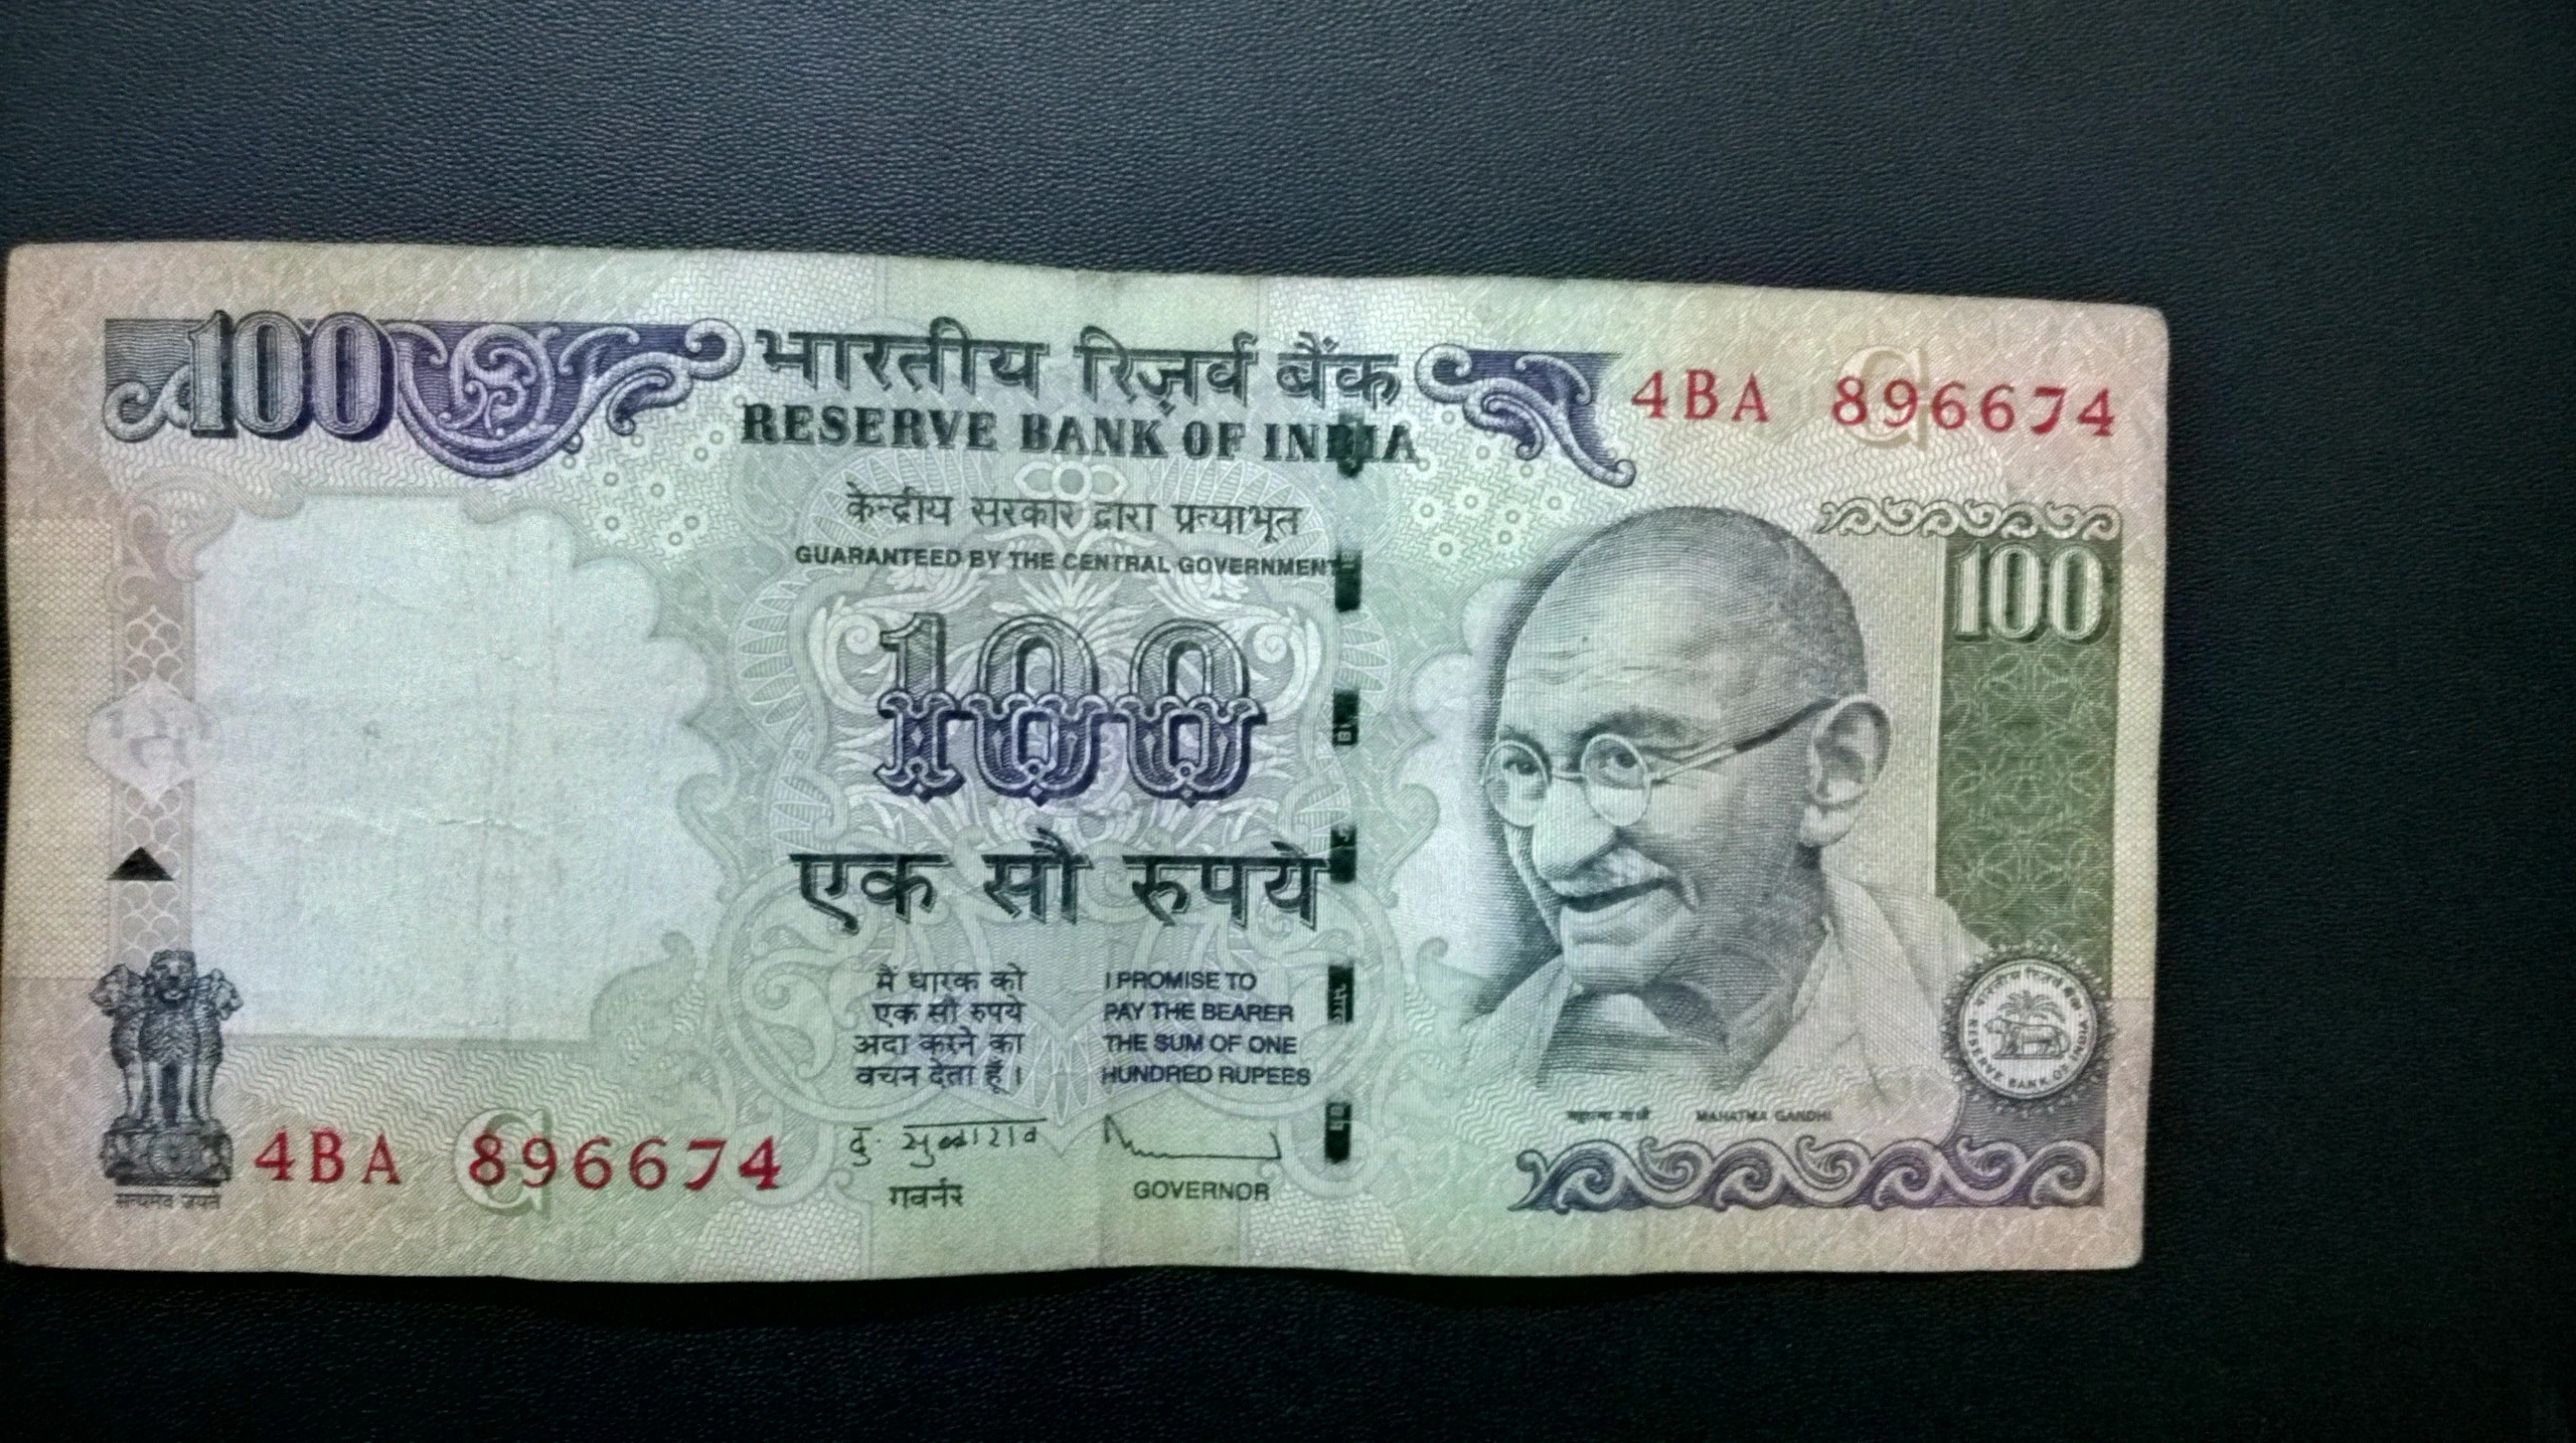 100
भारतीय रिज़र्व बैंक
RESERVE BANK OF INDIA
4BA 896674
केन्द्रीय सरकार द्वारा प्रत्याभूत
GUARANTEED BY THE CENTRAL GOVERNMENT
100
100
एक सौ रुपये
मैं धारक को
एक सौ रुपये
अदा करने का
वचन देता हूँ।
I PROMISE TO
PAY THE BEARER
THE SUM OF ONE
HUNDRED RUPEES
भारतीय रिज़र्व बैंक
RESERVE BANK OF INDIA
महात्मा गांधी MAHATMA GANDHI
सत्यमेव जयते
4BA 896674
दु. सुब्बाराव
गवर्नर
GOVERNOR